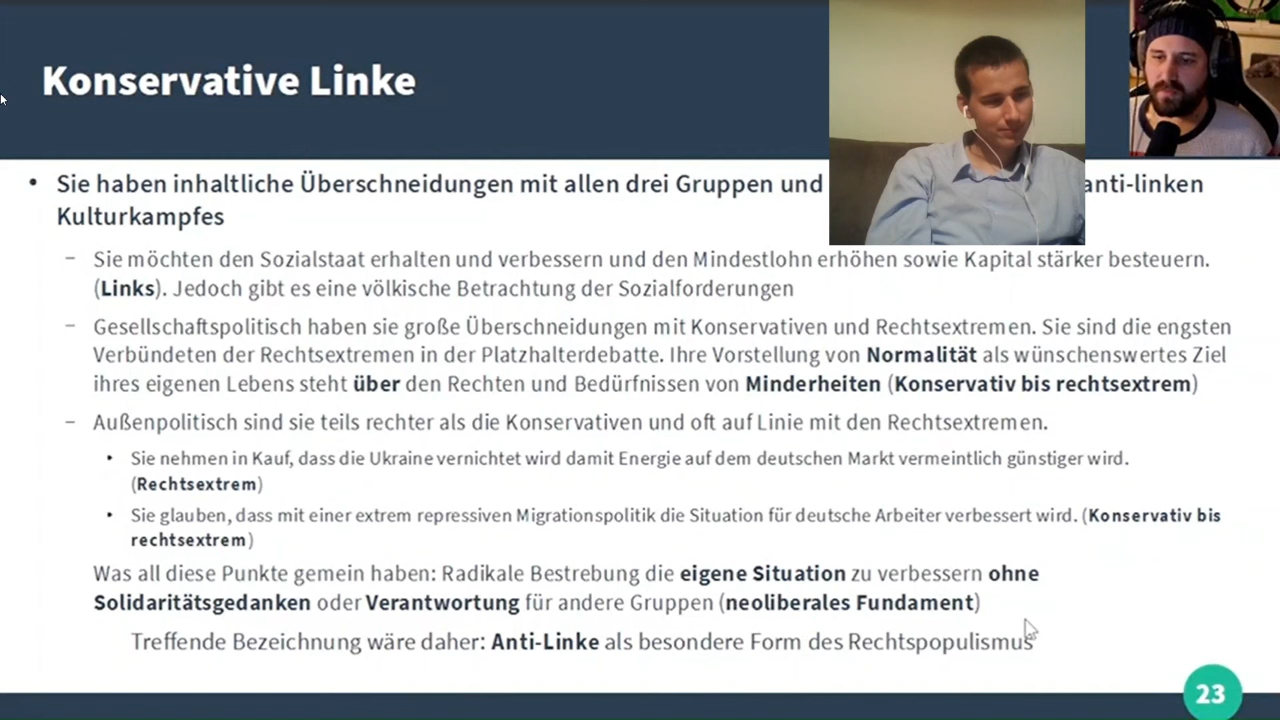 Konservative Linke
• Sie haben inhaltliche Überschneidungen mit allen drei Gruppen und anti-linken
Kulturkampfes
– Sie möchten den Sozialstaat erhalten und verbessern und den Mindestlohn erhöhen sowie Kapital stärker besteuern.
(Links). Jedoch gibt es eine völkische Betrachtung der Sozialforderungen
– Gesellschaftspolitisch haben sie große Überschneidungen mit Konservativen und Rechtsextremen. Sie sind die engsten
Verbündeten der Rechtsextremen in der Platzhalterdebatte. Ihre Vorstellung von Normalität als wünschenswertes Ziel
ihres eigenen Lebens steht über den Rechten und Bedürfnissen von Minderheiten (Konservativ bis rechtsextrem)
– Außenpolitisch sind sie teils rechter als die Konservativen und oft auf Linie mit den Rechtsextremen.
• Sie nehmen in Kauf, dass die Ukraine vernichtet wird damit Energie auf dem deutschen Markt vermeintlich günstiger wird.
(Rechtsextrem)
• Sie glauben, dass mit einer extrem repressiven Migrationspolitik die Situation für deutsche Arbeiter verbessert wird. (Konservativ bis
rechtsextrem)
Was all diese Punkte gemein haben: Radikale Bestrebung die eigene Situation zu verbessern ohne
Solidaritätsgedanken oder Verantwortung für andere Gruppen (neoliberales Fundament)
Treffende Bezeichnung wäre daher: Anti-Linke als besondere Form des Rechtspopulismus
23